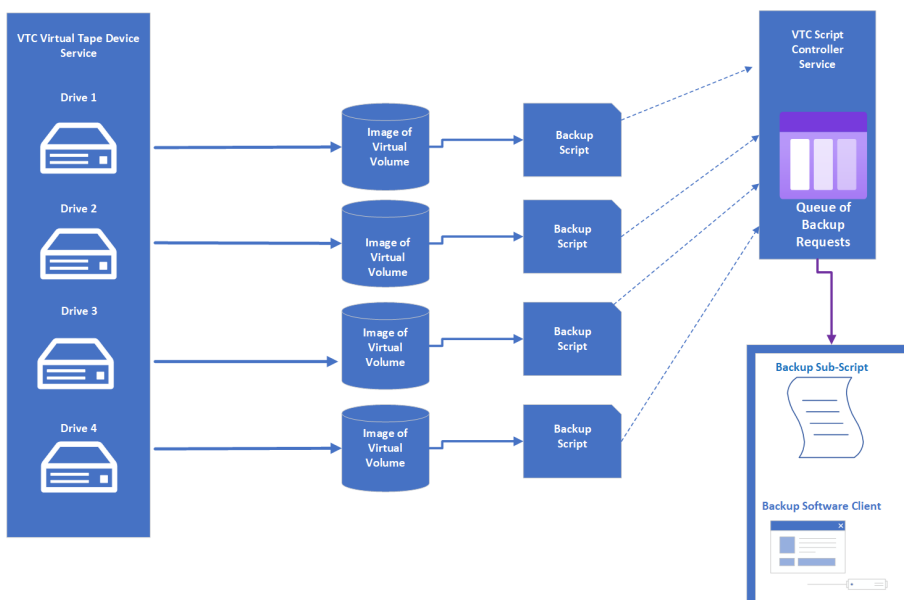 VTC Virtual Tape Device
Service
Drive 1
Drive 2
Drive 3
Drive 4
Image of
Virtual
Volume
Image of
Virtual
Volume
Image of
Virtual
Volume
Image of
Virtual
Volume
Backup
Script
Backup
Script
Backup
Script
Backup
Script
VTC Script
Controller
Service
Queue of
Backup
Requests
Backup Sub-Script
Backup Software Client